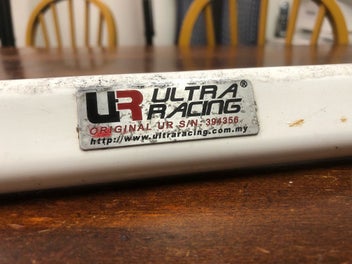 UR ULTRA RACING®
ORIGINAL UR S/N: 394356
http://www.ultraracing.com.my